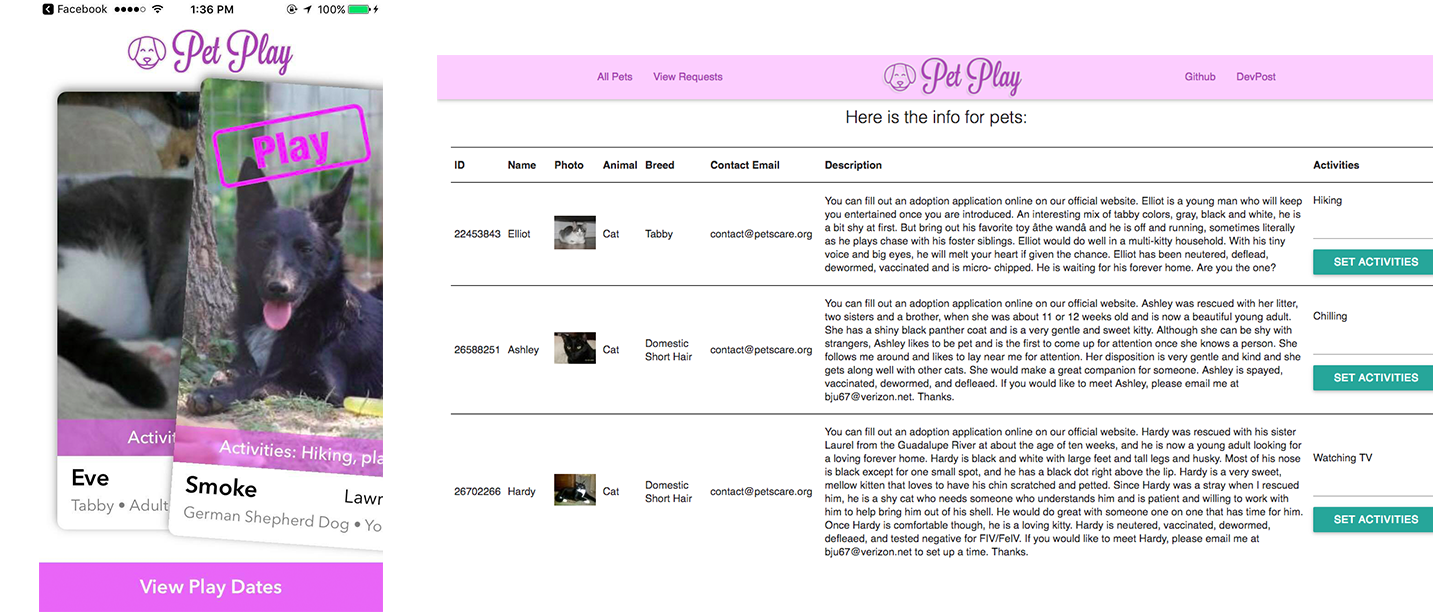 Facebook
1:36 PM
100%
Pet Play
Play
Activi
Activities: Hiking, pla
Eve
Tabby • Adult
Smoke
Lawr
German Shepherd Dog • Yo
View Play Dates
All Pets
View Requests
Pet Play
Github
DevPost
Here is the info for pets:
ID Name Photo Animal Breed Contact Email Description Activities
22453843 Elliot Cat Tabby contact@petscare.org
You can fill out an adoption application online on our official website. Elliot is a young man who will keep
you entertained once you are introduced. An interesting mix of tabby colors, gray, black and white, he is
a bit shy at first. But bring out his favorite toy âthe wandâ and he is off and running, sometimes literally
as he plays chase with his foster siblings. Elliot would do well in a multi-kitty household. With his tiny
voice and big eyes, he will melt your heart if given the chance. Elliot has been neutered, deflead,
dewormed, vaccinated and is micro- chipped. He is waiting for his forever home. Are you the one?
Hiking
SET ACTIVITIES
26588251 Ashley Cat Domestic
Short Hair
contact@petscare.org
You can fill out an adoption application online on our official website. Ashley was rescued with her litter,
two sisters and a brother, when she was about 11 or 12 weeks old and is now a beautiful young adult.
She has a shiny black panther coat and is a very gentle and sweet kitty. Although she can be shy with
strangers, Ashley likes to be pet and is the first to come up for attention once she knows a person. She
follows me around and likes to lay near me for attention. Her disposition is very gentle and kind and she
gets along well with other cats. She would make a great companion for someone. Ashley is spayed,
vaccinated, dewormed, and defleaed. If you would like to meet Ashley, please email me at
bju67@verizon.net. Thanks.
Chilling
SET ACTIVITIES
26702266 Hardy Cat Domestic
Short Hair
contact@petscare.org
You can fill out an adoption application online on our official website. Hardy was rescued with his sister
Laurel from the Guadalupe River at about the age of ten weeks, and he is now a young adult looking for
a loving forever home. Hardy is black and white with large feet and tall legs and husky. Most of his nose
is black except for one small spot, and he has a black dot right above the lip. Hardy is a very sweet,
mellow kitten that loves to have his chin scratched and petted. Since Hardy was a stray when I rescued
him, he is a shy cat who needs someone who understands him and is patient and willing to work with
him to help bring him out of his shell. He would do great with someone one on one that has time for him.
Once Hardy is comfortable though, he is a loving kitty. Hardy is neutered, vaccinated, dewormed,
defleaed, and tested negative for FIV/FelV. If you would like to meet Hardy, please email me at
bju67@verizon.net to set up a time. Thanks.
Watching TV
SET ACTIVITIES